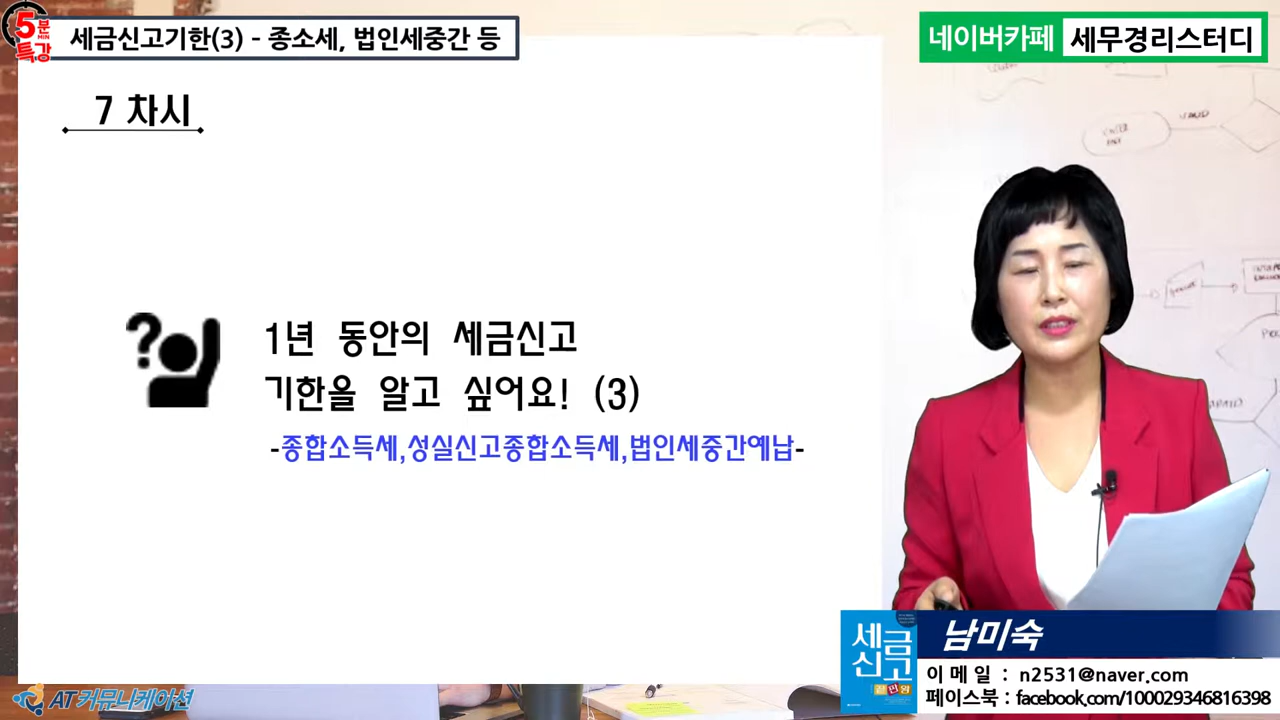 5분
MIN
특강
세금신고기한(3) - 종소세, 법인세중간 등
네이버카페 세무경리스터디
7 차시
1년 동안의 세금신고
기한을 알고 싶어요! (3)
-종합소득세,성실신고종합소득세,법인세중간예납-
VALID
세금
신고
끝판왕
남미숙
이 메 일 : n2531@naver.com
페이스북 : facebook.com/100029346816398
AT커뮤니케이션